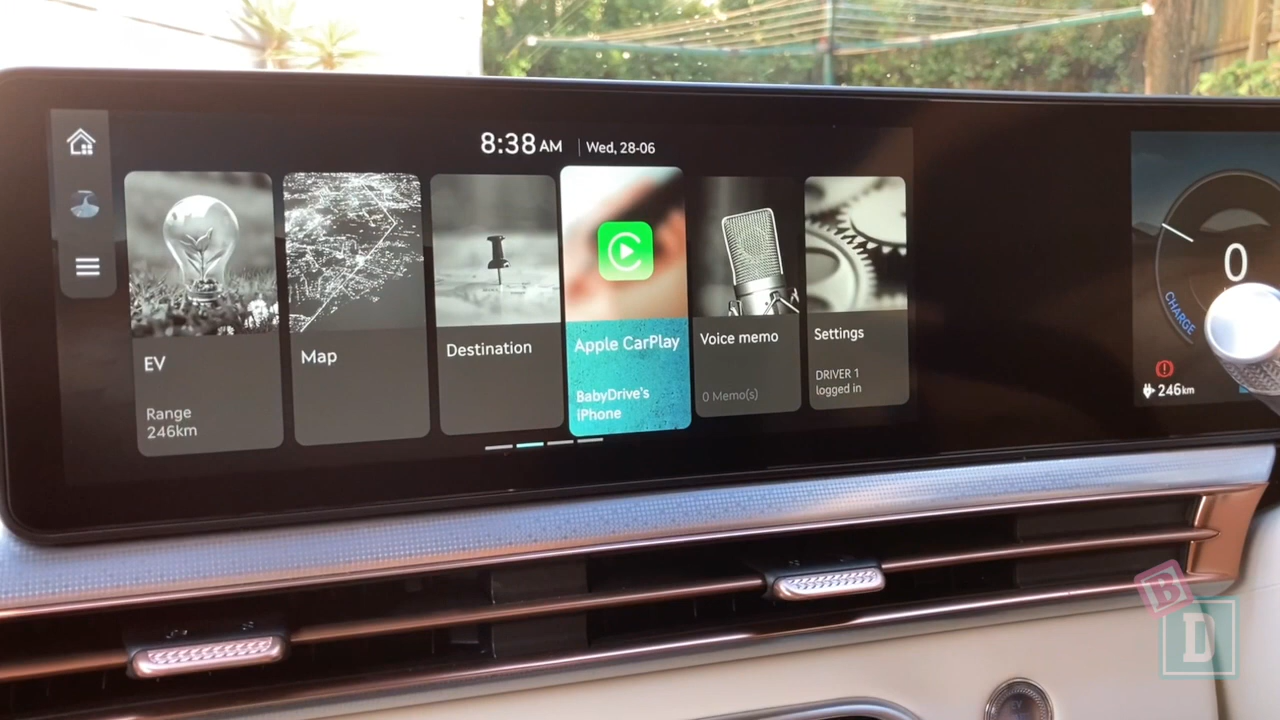 8:38 AM
Wed, 28-06
EV
Range
246km
Map
Destination
Apple CarPlay
BabyDrive's
iPhone
Voice memo
0 Memo(s)
Settings
DRIVER 1
logged in
0
CHARGE
246km
B
D
EV